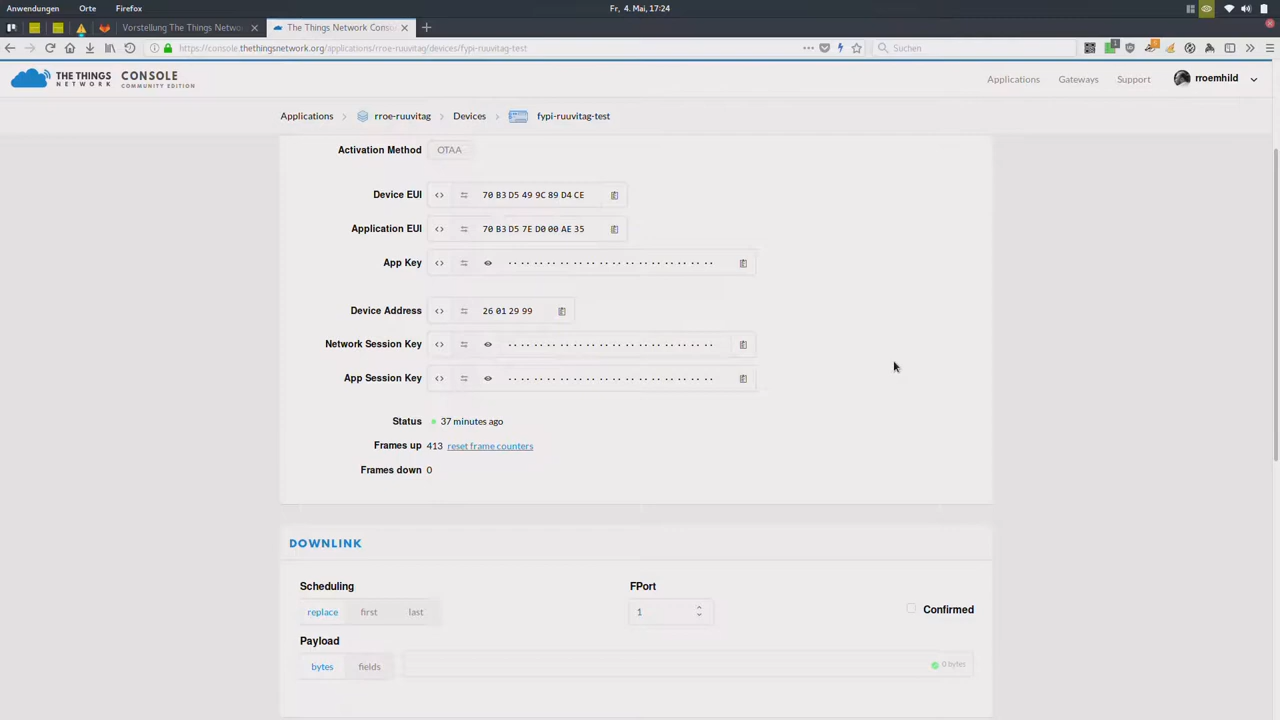 Anwendungen Orte Firefox Fr, 4. Mai, 17:24
Vorstellung The Things Netw The Things Network Conso
https://console.thethingsnetwork.org/applications/rroe-ruuvitag/devices/fypi-ruuvitag-test Suchen
THE THINGS NETWORK CONSOLE COMMUNITY EDITION Applications Gateways Support rroemhild
Applications rroe-ruuvitag Devices fypi-ruuvitag-test
Activation Method OTAA
Device EUI 70 B3 D5 49 9C 89 D4 CE
Application EUI 70 B3 D5 7E D0 00 AE 35
App Key
Device Address 26 01 29 99
Network Session Key
App Session Key
Status 37 minutes ago
Frames up 413 reset frame counters
Frames down 0
DOWNLINK
Scheduling FPort
replace first last 1 Confirmed
Payload
bytes fields 0 bytes